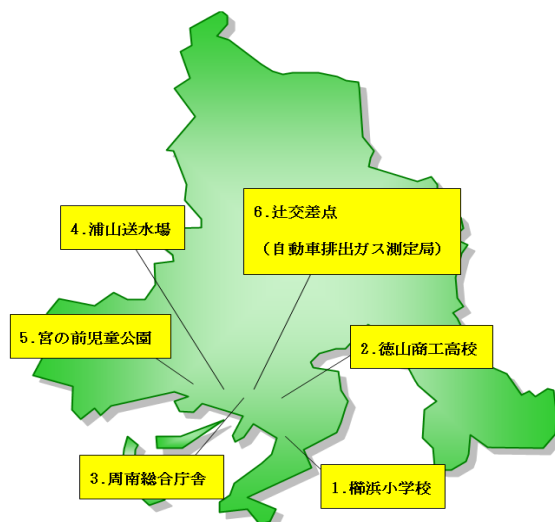 6.辻交差点
(自動車排出ガス測定局)
4.浦山送水場
5.宮の前児童公園
2.徳山商工高校
3.周南総合庁舎
1.櫛浜小学校